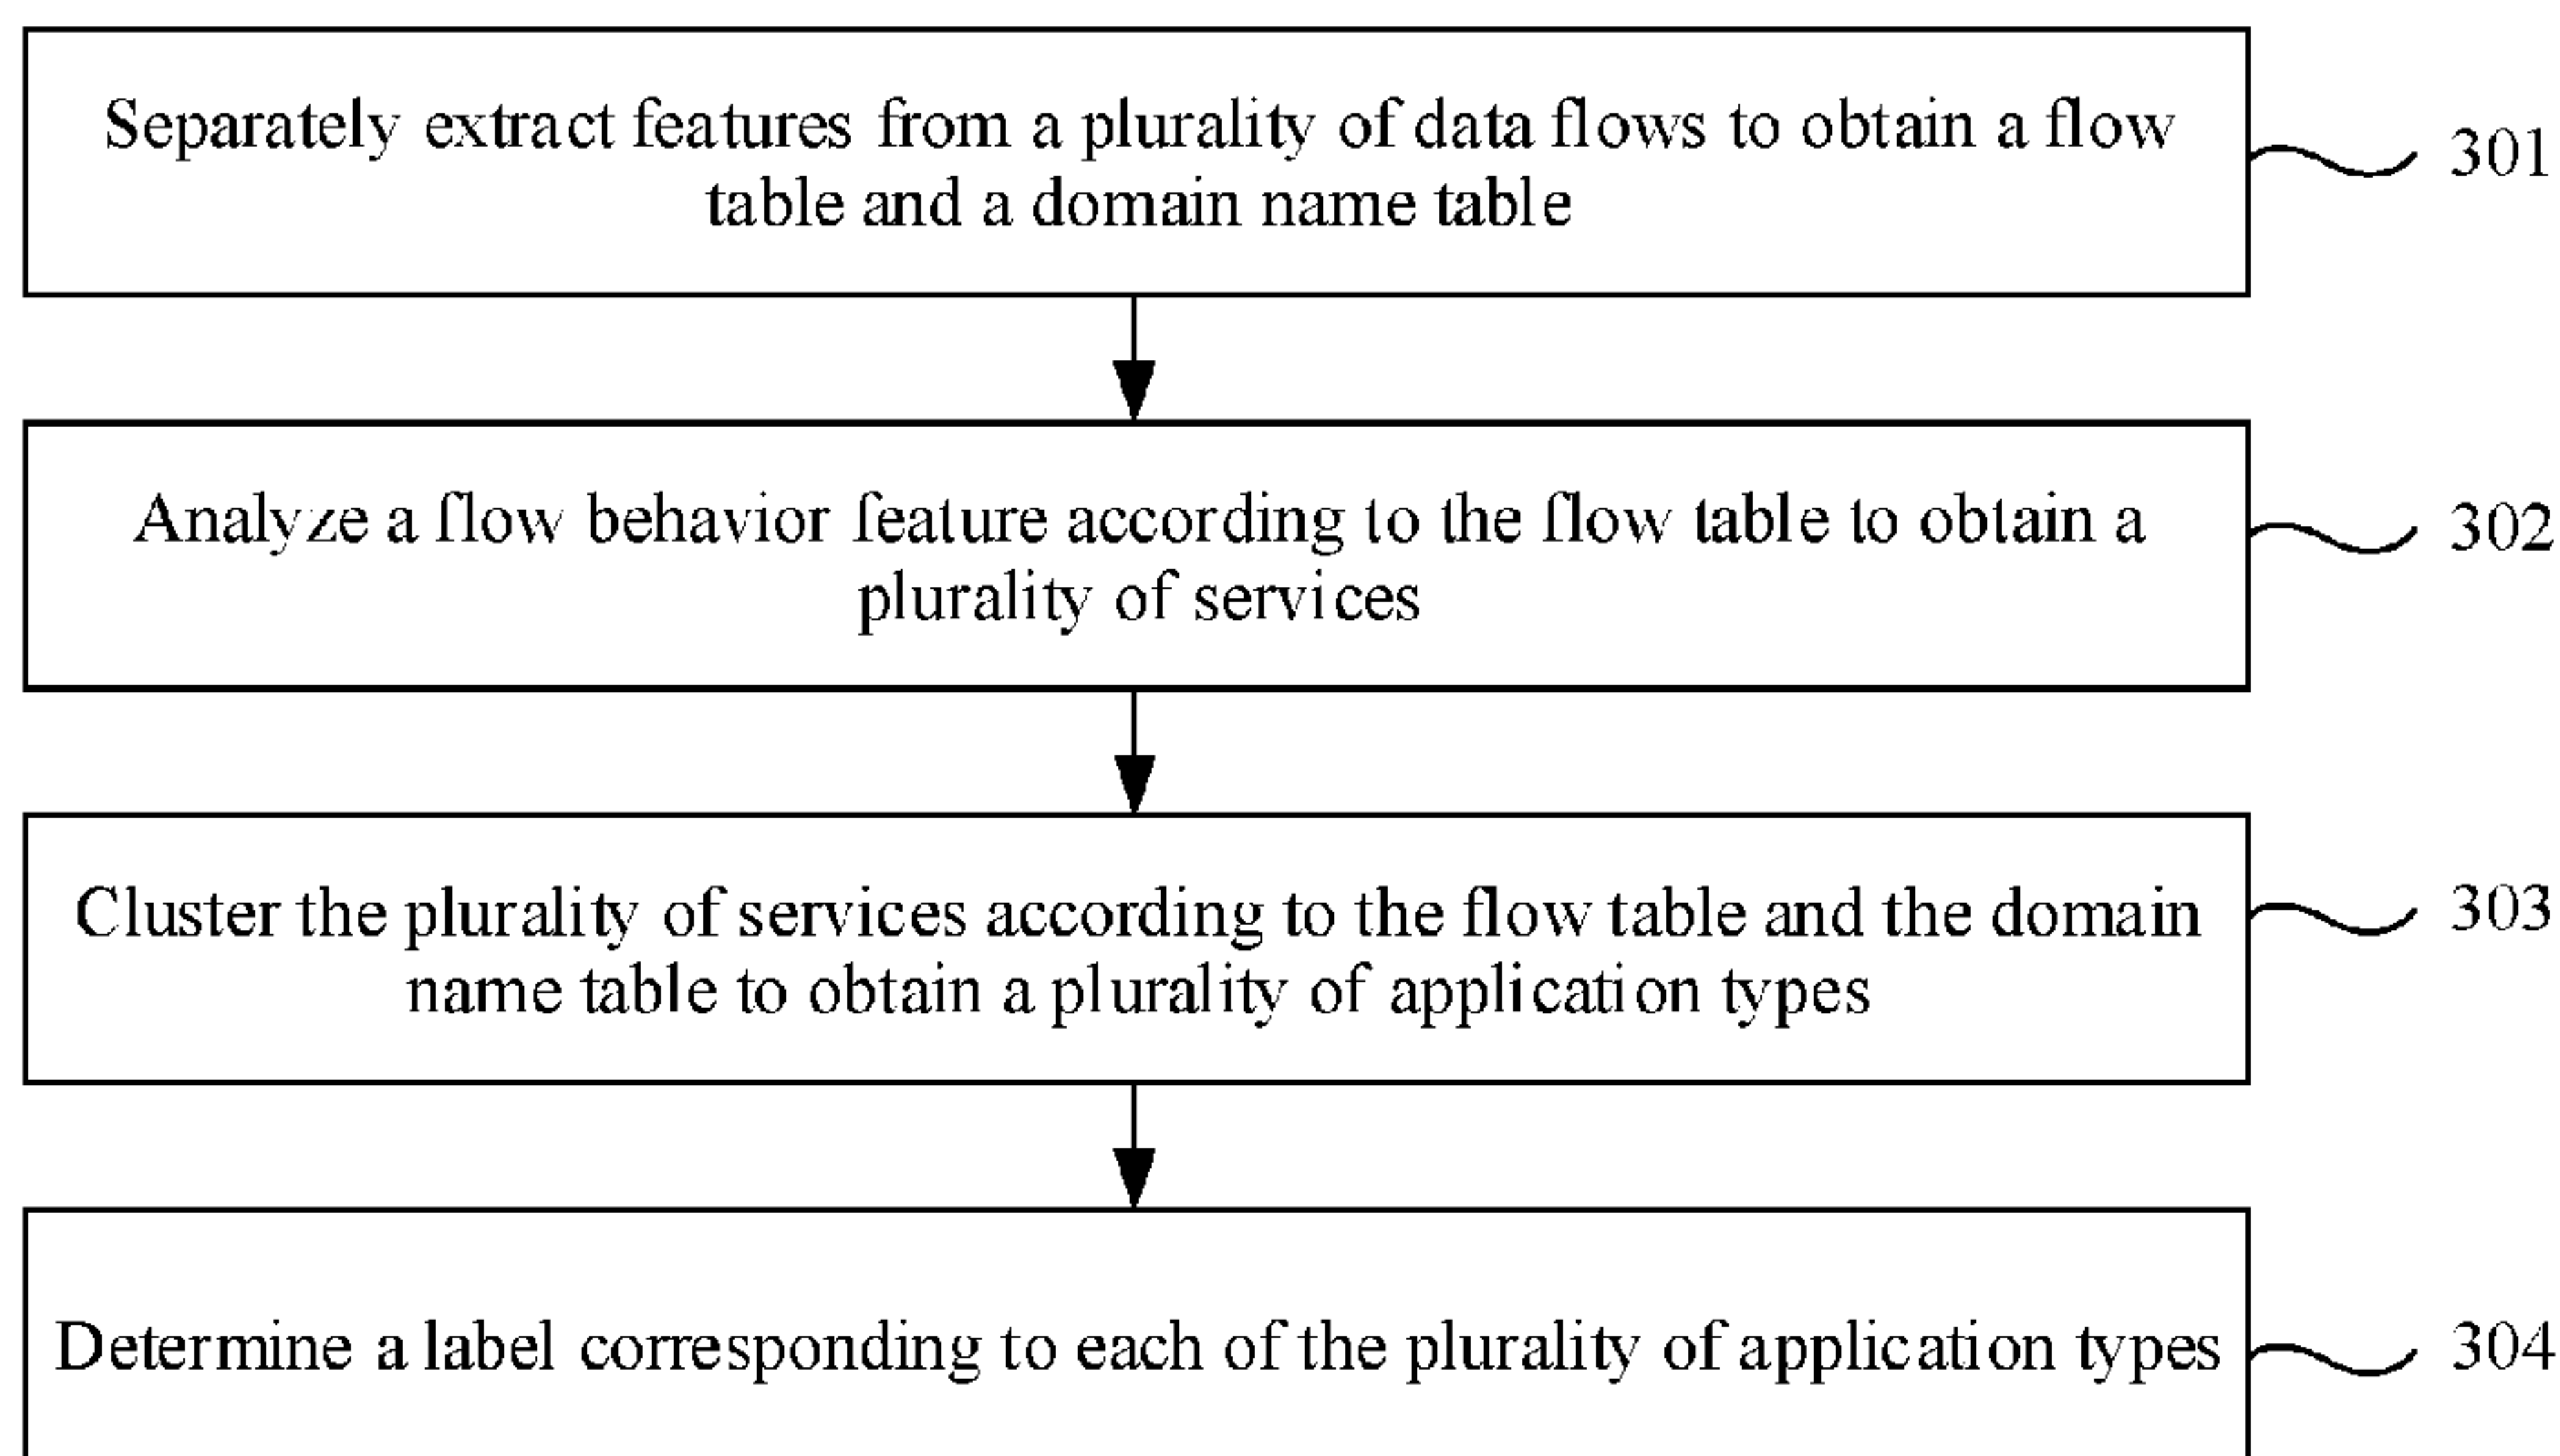 Separately extract features from a plurality of data flows to obtain a flow
table and a domain name table
301
Analyze a flow behavior feature according to the flow table to obtain a
plurality of services
302
Cluster the plurality of services according to the flow table and the domain
name table to obtain a plurality of application types
303
Determine a label corresponding to each of the plurality of application types
304